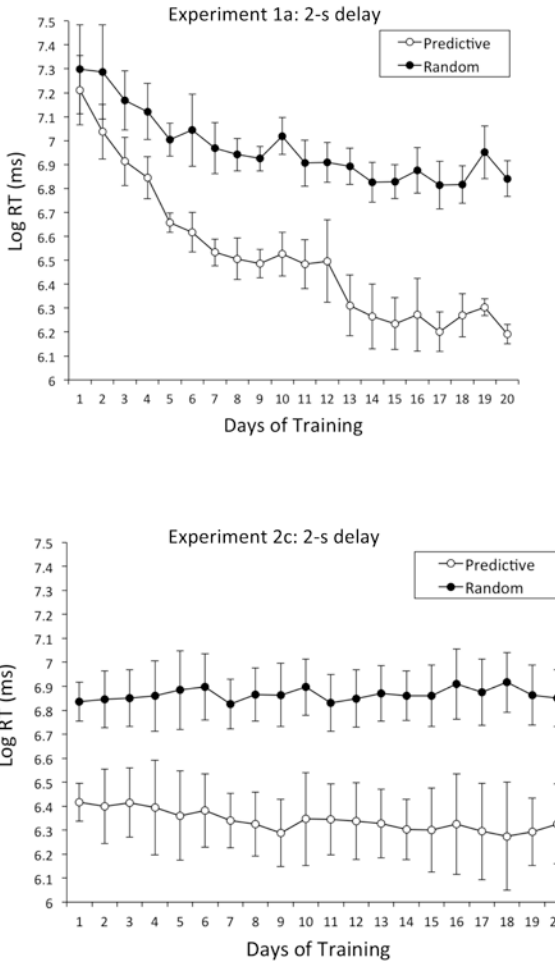 Experiment 1a: 2-s delay
Predictive
Random
7.5
7.4
7.3
7.2
7.1
7
6.9
6.8
6.7
6.6
6.5
6.4
6.3
6.2
6.1
6
Log RT (ms)
1 2 3 4 5 6 7 8 9 10 11 12 13 14 15 16 17 18 19 20
Days of Training
Experiment 2c: 2-s delay
Predictive
Random
7.5
7.4
7.3
7.2
7.1
7
6.9
6.8
6.7
6.6
6.5
6.4
6.3
6.2
6.1
6
Log RT (ms)
1 2 3 4 5 6 7 8 9 10 11 12 13 14 15 16 17 18 19 2
Days of Training